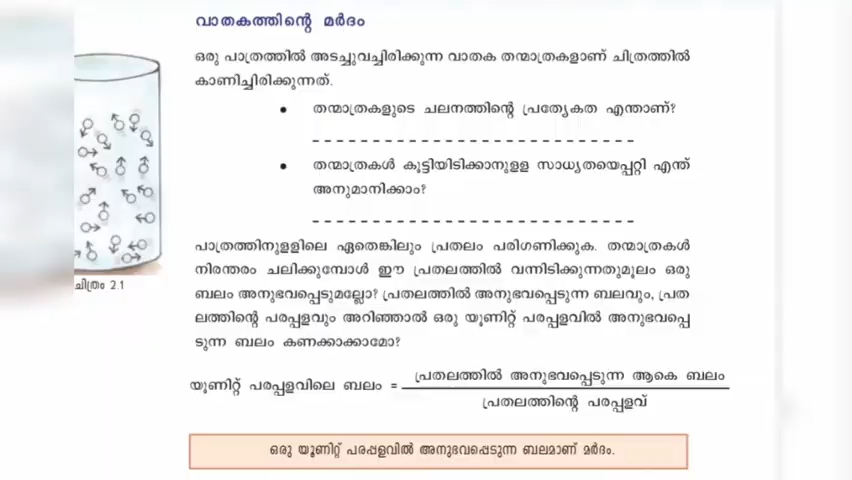 വാതകത്തിന്റെ മർദം
ഒരു പാത്രത്തിൽ അടച്ചുവച്ചിരിക്കുന്ന വാതക തന്മാത്രകളാണ് ചിത്രത്തിൽ
കാണിച്ചിരിക്കുന്നത്.
• തന്മാത്രകളുടെ ചലനത്തിന്റെ പ്രത്യേകത എന്താണ്?
• തന്മാത്രകൾ കൂട്ടിയിടിക്കാനുളള സാധ്യതയെപ്പറ്റി എന്ത്
അനുമാനിക്കാം?
പാത്രത്തിനുളളിലെ ഏതെങ്കിലും പ്രതലം പരിഗണിക്കുക. തന്മാത്രകൾ
നിരന്തരം ചലിക്കുമ്പോൾ ഈ പ്രതലത്തിൽ വന്നിടിക്കുന്നതുമൂലം ഒരു
ബലം അനുഭവപ്പെടുമല്ലോ? പ്രതലത്തിൽ അനുഭവപ്പെടുന്ന ബലവും, പ്രത
ലത്തിന്റെ പരപ്പളവും അറിഞ്ഞാൽ ഒരു യൂണിറ്റ് പരപ്പളവിൽ അനുഭവപ്പെ
ടുന്ന ബലം കണക്കാക്കാമോ?
ചിത്രം 2.1
യൂണിറ്റ് പരപ്പളവിലെ ബലം = പ്രതലത്തിൽ അനുഭവപ്പെടുന്ന ആകെ ബലം
പ്രതലത്തിന്റെ പരപ്പളവ്
ഒരു യൂണിറ്റ് പരപ്പളവിൽ അനുഭവപ്പെടുന്ന ബലമാണ് മർദം.